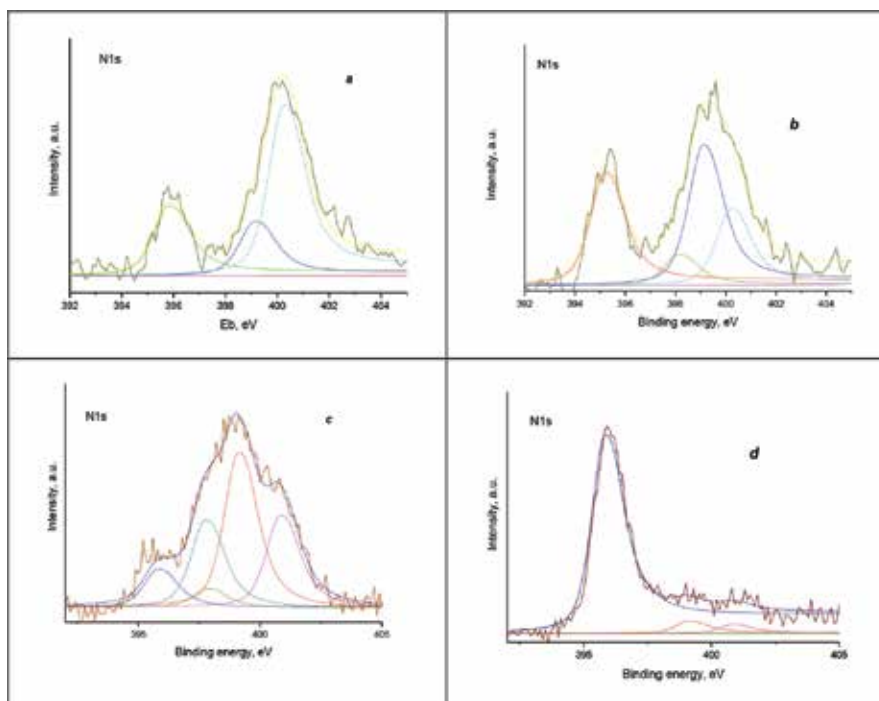 N1s
a
Intensity, a.u.
392 394 396 398 400 402 404
Eb, eV
N1s
b
Intensity, a.u.
392 394 396 398 400 402 404
Binding energy, eV
N1s
c
Intensity, a.u.
395 400 405
Binding energy, eV
N1s
d
Intensity, a.u.
395 400 405
Binding energy, eV